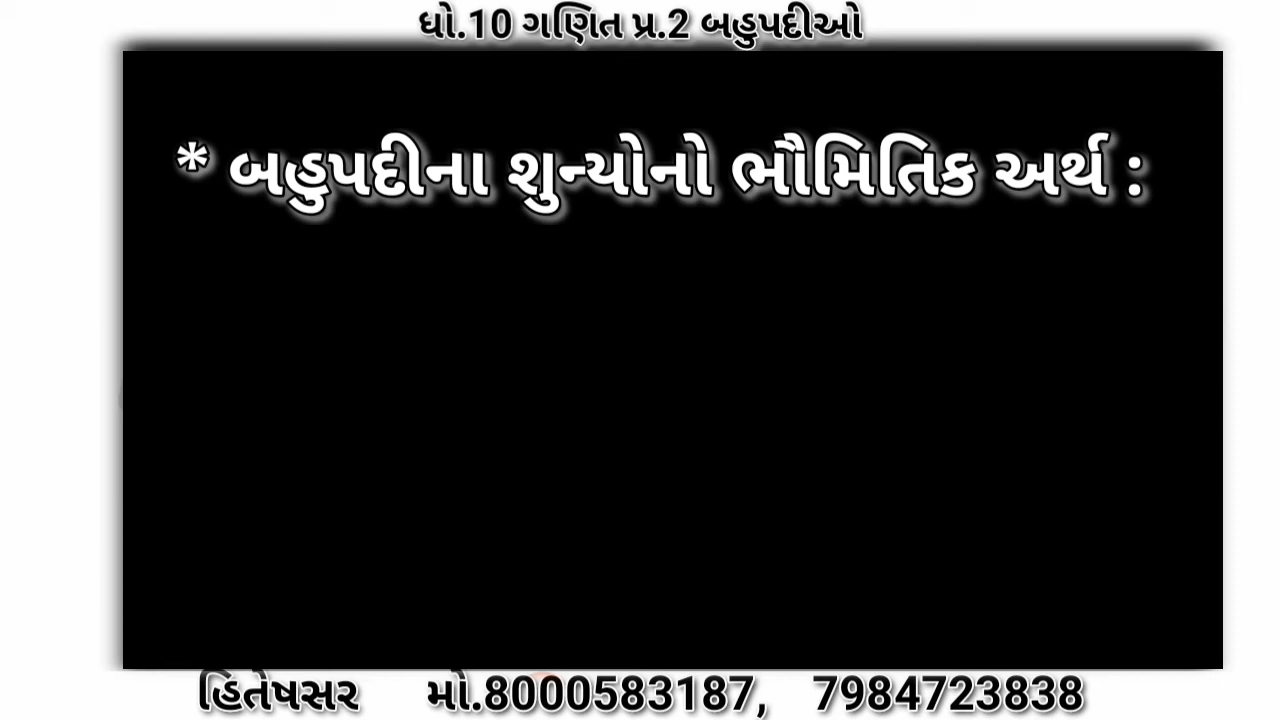 ધો.10 ગણિત પ્ર.2 બહુપદીઓ
* બહુપદીના શુન્યોનો ભૌમિતિક અર્થ :
હિતેષસર મો.8000583187, 7984723838